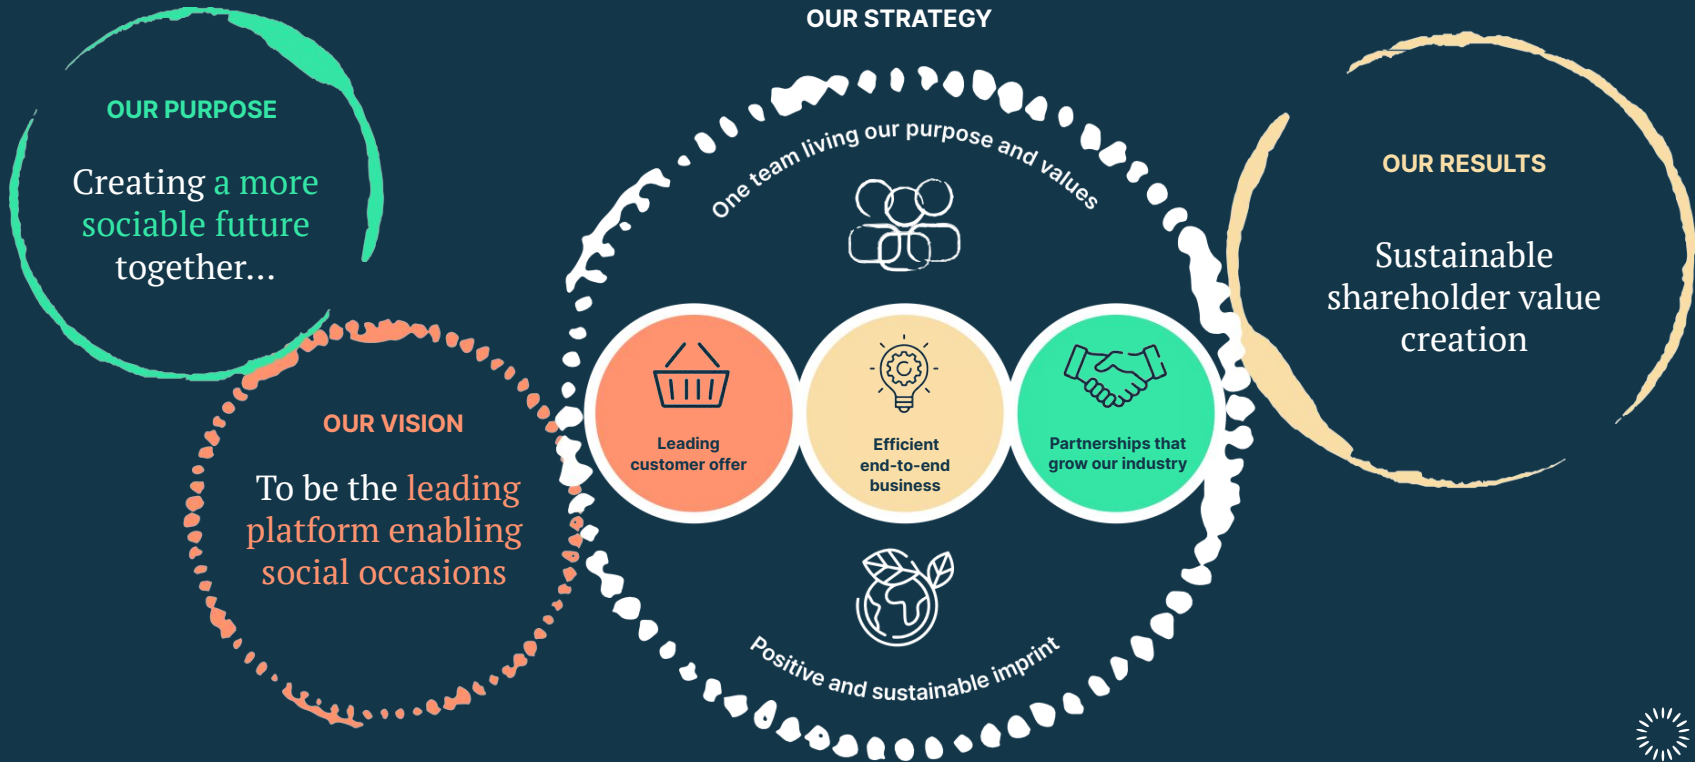 OUR PURPOSE
Creating a more
sociable future
together...
OUR VISION
To be the leading
platform enabling
social occasions
OUR STRATEGY
One team living our purpose and values
Leading
customer offer
Efficient
end-to-end
business
Partnerships that
grow our industry
Positive and sustainable imprint
OUR RESULTS
Sustainable
shareholder value
creation